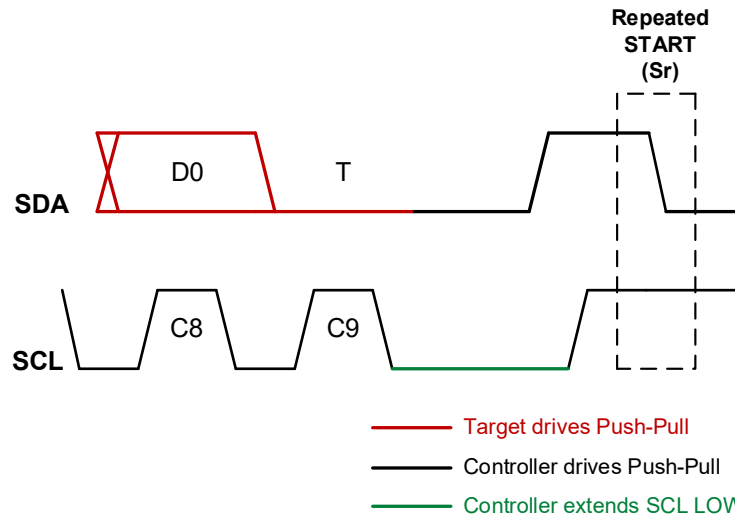 Repeated
START
(Sr)
D0
T
SDA
C8
C9
SCL
Target drives Push-Pull
Controller drives Push-Pull
Controller extends SCL LOW